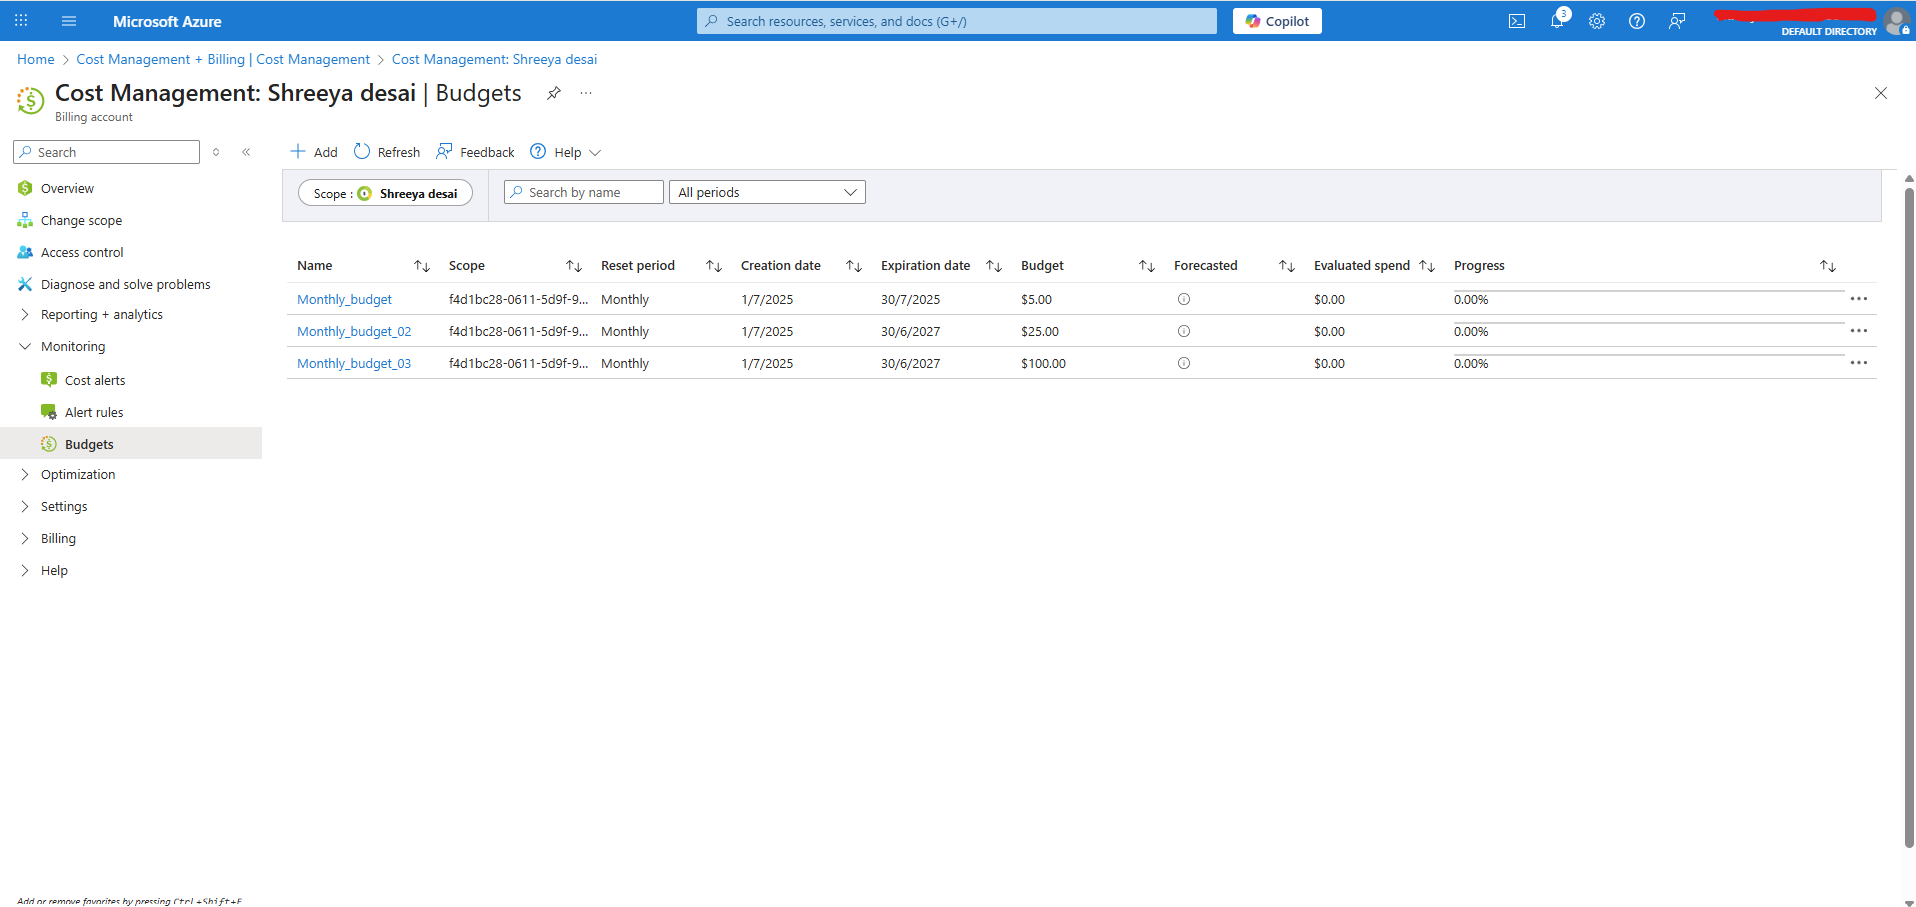 Microsoft Azure
Search resources, services, and docs (G+/)
Copilot
3
DEFAULT DIRECTORY
Home > Cost Management + Billing | Cost Management > Cost Management: Shreeya desai
Cost Management: Shreeya desai | Budgets
Billing account
Search
Add Refresh Feedback Help
Overview
Change scope
Access control
Diagnose and solve problems
Reporting + analytics
Monitoring
Cost alerts
Alert rules
Budgets
Optimization
Settings
Billing
Help
Scope : Shreeya desai
Search by name
All periods
Name Scope Reset period Creation date Expiration date Budget Forecasted Evaluated spend Progress
Monthly_budget f4d1bc28-0611-5d9f-9... Monthly 1/7/2025 30/7/2025 $5.00 $0.00 0.00%
Monthly_budget_02 f4d1bc28-0611-5d9f-9... Monthly 1/7/2025 30/6/2027 $25.00 $0.00 0.00%
Monthly_budget_03 f4d1bc28-0611-5d9f-9... Monthly 1/7/2025 30/6/2027 $100.00 $0.00 0.00%
Add or remove favorites by pressing Ctrl+Shift+F